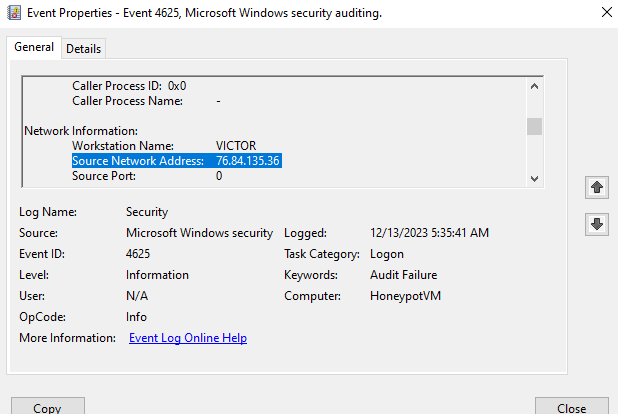 Event Properties - Event 4625, Microsoft Windows security auditing.
General Details
Caller Process ID: 0x0
Caller Process Name: -
Network Information:
Workstation Name: VICTOR
Source Network Address: 76.84.135.36
Source Port: 0
Log Name: Security
Source: Microsoft Windows security Logged: 12/13/2023 5:35:41 AM
Event ID: 4625 Task Category: Logon
Level: Information Keywords: Audit Failure
User: N/A Computer: HoneypotVM
OpCode: Info
More Information: Event Log Online Help
Copy Close